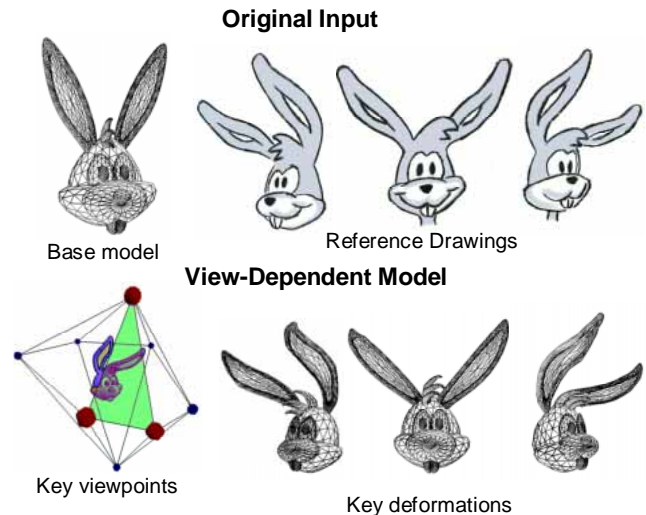 Original Input
Base model
Reference Drawings
View-Dependent Model
Key viewpoints
Key deformations